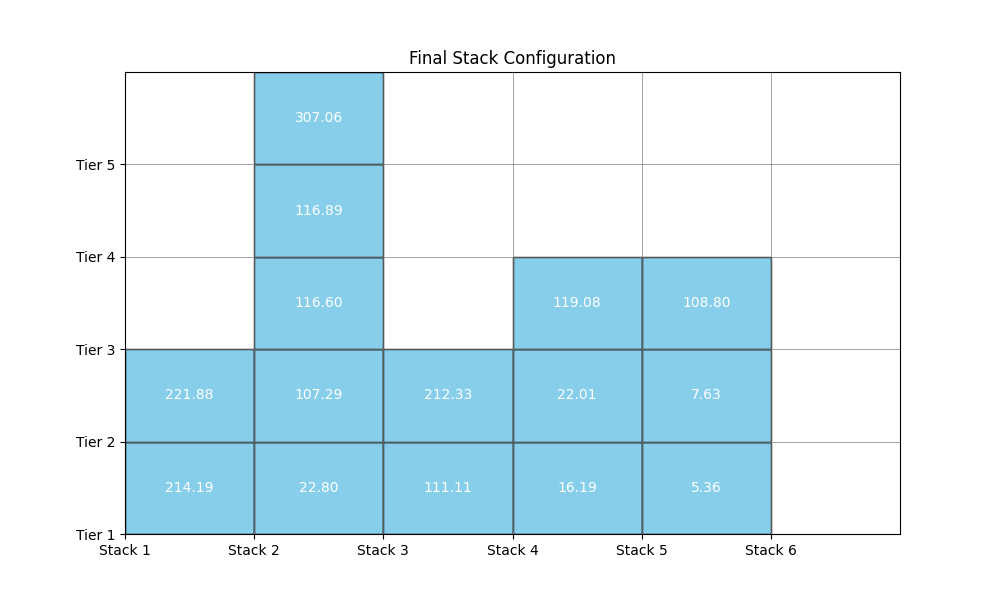 Final Stack Configuration
307.06
Tier 5
116.89
Tier 4
116.60 119.08 108.80
Tier 3
221.88 107.29 212.33 22.01 7.63
Tier 2
214.19 22.80 111.11 16.19 5.36
Tier 1
Stack 1 Stack 2 Stack 3 Stack 4 Stack 5 Stack 6